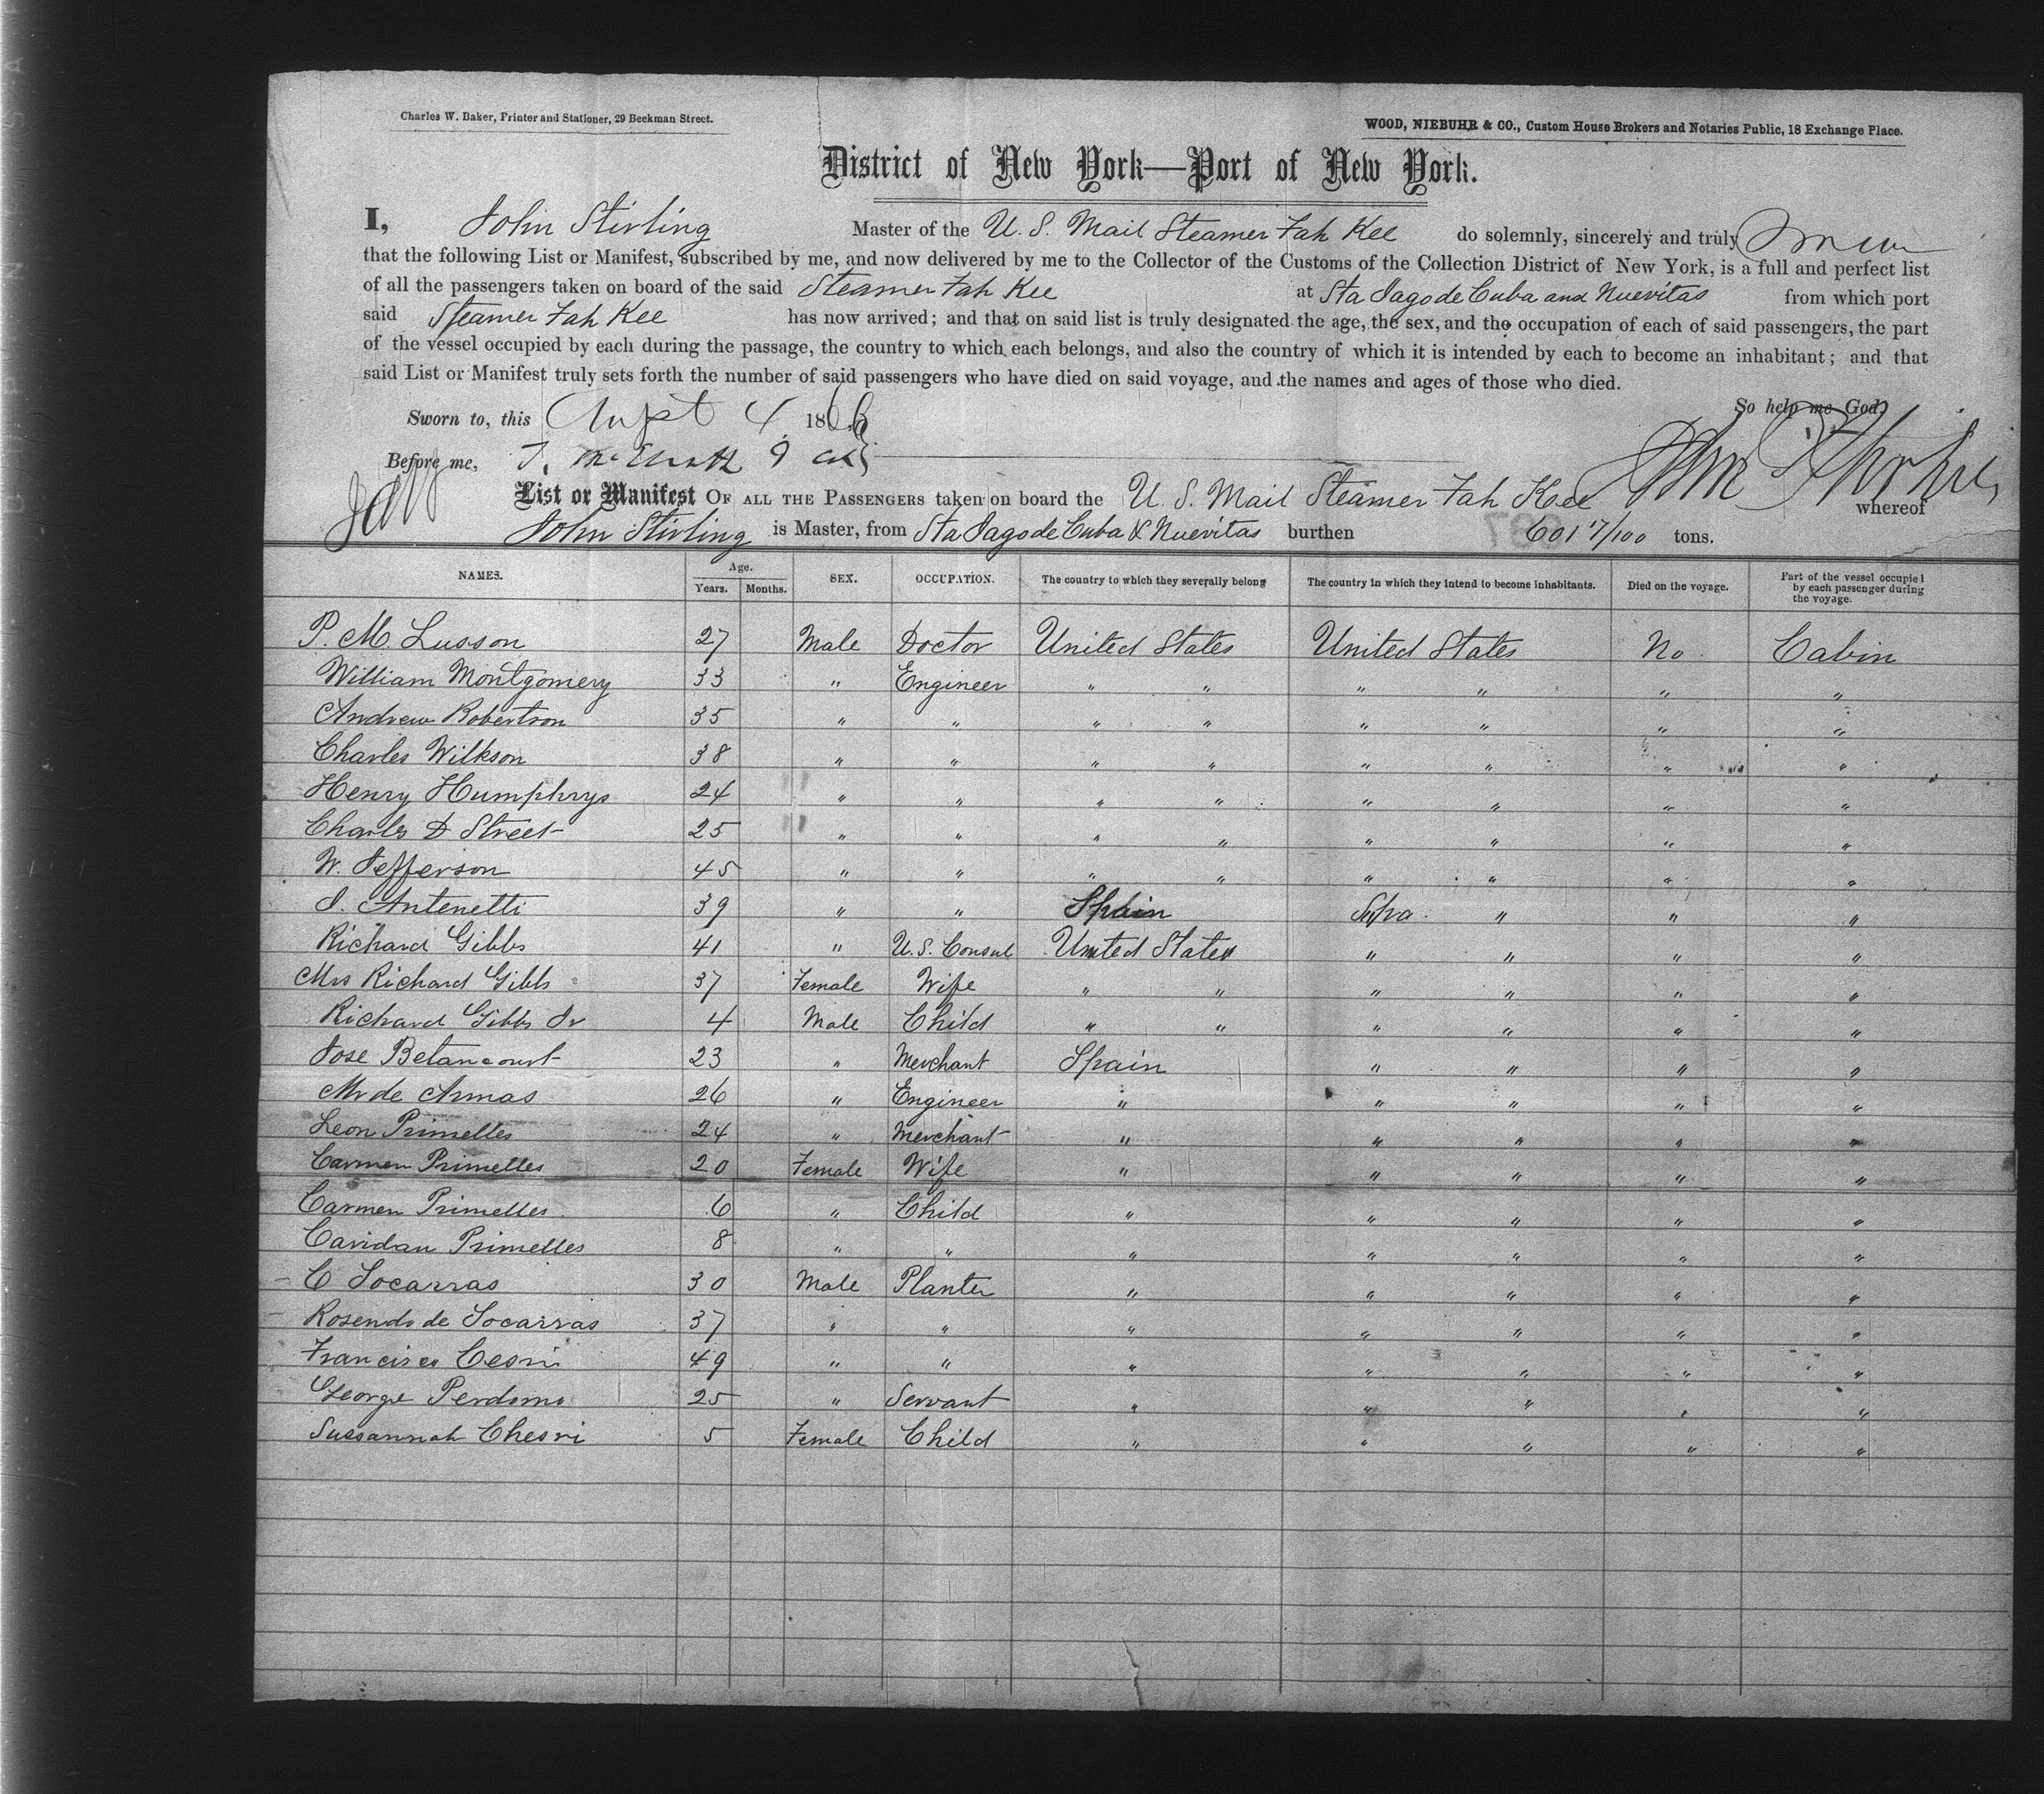 Charles W. Baker, Printer and Stationer, 29 Beekman Street.
WOOD, NIEBUHR & CO., Custom House Brokers and Notaries Public, 18 Exchange Place.
District of New York—Port of New York.
I, John Stirling Master of the U. S. Mail Steamer Fah Kee do solemnly, sincerely and truly swear
that the following List or Manifest, subscribed by me, and now delivered by me to the Collector of the Customs of the Collection District of New York, is a full and perfect list
of all the passengers taken on board of the said Steamer Fah Kee at Sta Jago de Cuba and Nuevitas from which port
said Steamer Fah Kee has now arrived; and that on said list is truly designated the age, the sex, and the occupation of each of said passengers, the part
of the vessel occupied by each during the passage, the country to which each belongs, and also the country of which it is intended by each to become an inhabitant; and that
said List or Manifest truly sets forth the number of said passengers who have died on said voyage, and the names and ages of those who died.
So help me God.
Sworn to, this Augst 4 1866
Before me,
List or Manifest OF ALL THE PASSENGERS taken on board the U. S. Mail Steamer Fah Kee whereof
John Stirling is Master, from Sta Jago de Cuba & Nuevitas burthen 601 7/100 tons.
NAMES. Age. Years. Months. SEX. OCCUPATION. The country to which they severally belong The country in which they intend to become inhabitants. Died on the voyage. Part of the vessel occupied by each passenger during the voyage.
P. M. Lusson 27 Male Doctor United States United States No Cabin
William Montgomery 33 " Engineer " " " " " "
Andrew Robertson 35 " " " " " " " "
Charles Wilkson 38 " " " " " " " "
Henry Humphrys 24 " " " " " " " "
Charles D Street 25 " " " " " " " "
W. Jefferson 45 " " " " " " " "
J. Antenetti 39 " " Spain Spa " " "
Richard Gibbs 41 " U.S. Consul United States " " " "
Mrs Richard Gibbs 37 Female Wife " " " " " "
Richard Gibbs Jr 4 Male Child " " " " " "
Jose Betancourt 23 " Merchant Spain " " " "
Mr de Armas 26 " Engineer " " " " "
Leon Primelles 24 " Merchant " " " " "
Carmen Primelles 20 Female Wife " " " " "
Carmen Primelles 6 " Child " " " " "
Caridau Primelles 8 " " " " " " "
C Socarras 30 Male Planter " " " " "
Rosendo de Socarras 37 " " " " " " "
Francisco 49 " " " " " " "
George Perdomo 25 " Servant " " " " "
Sussannah Chesri 5 Female Child " " " " "